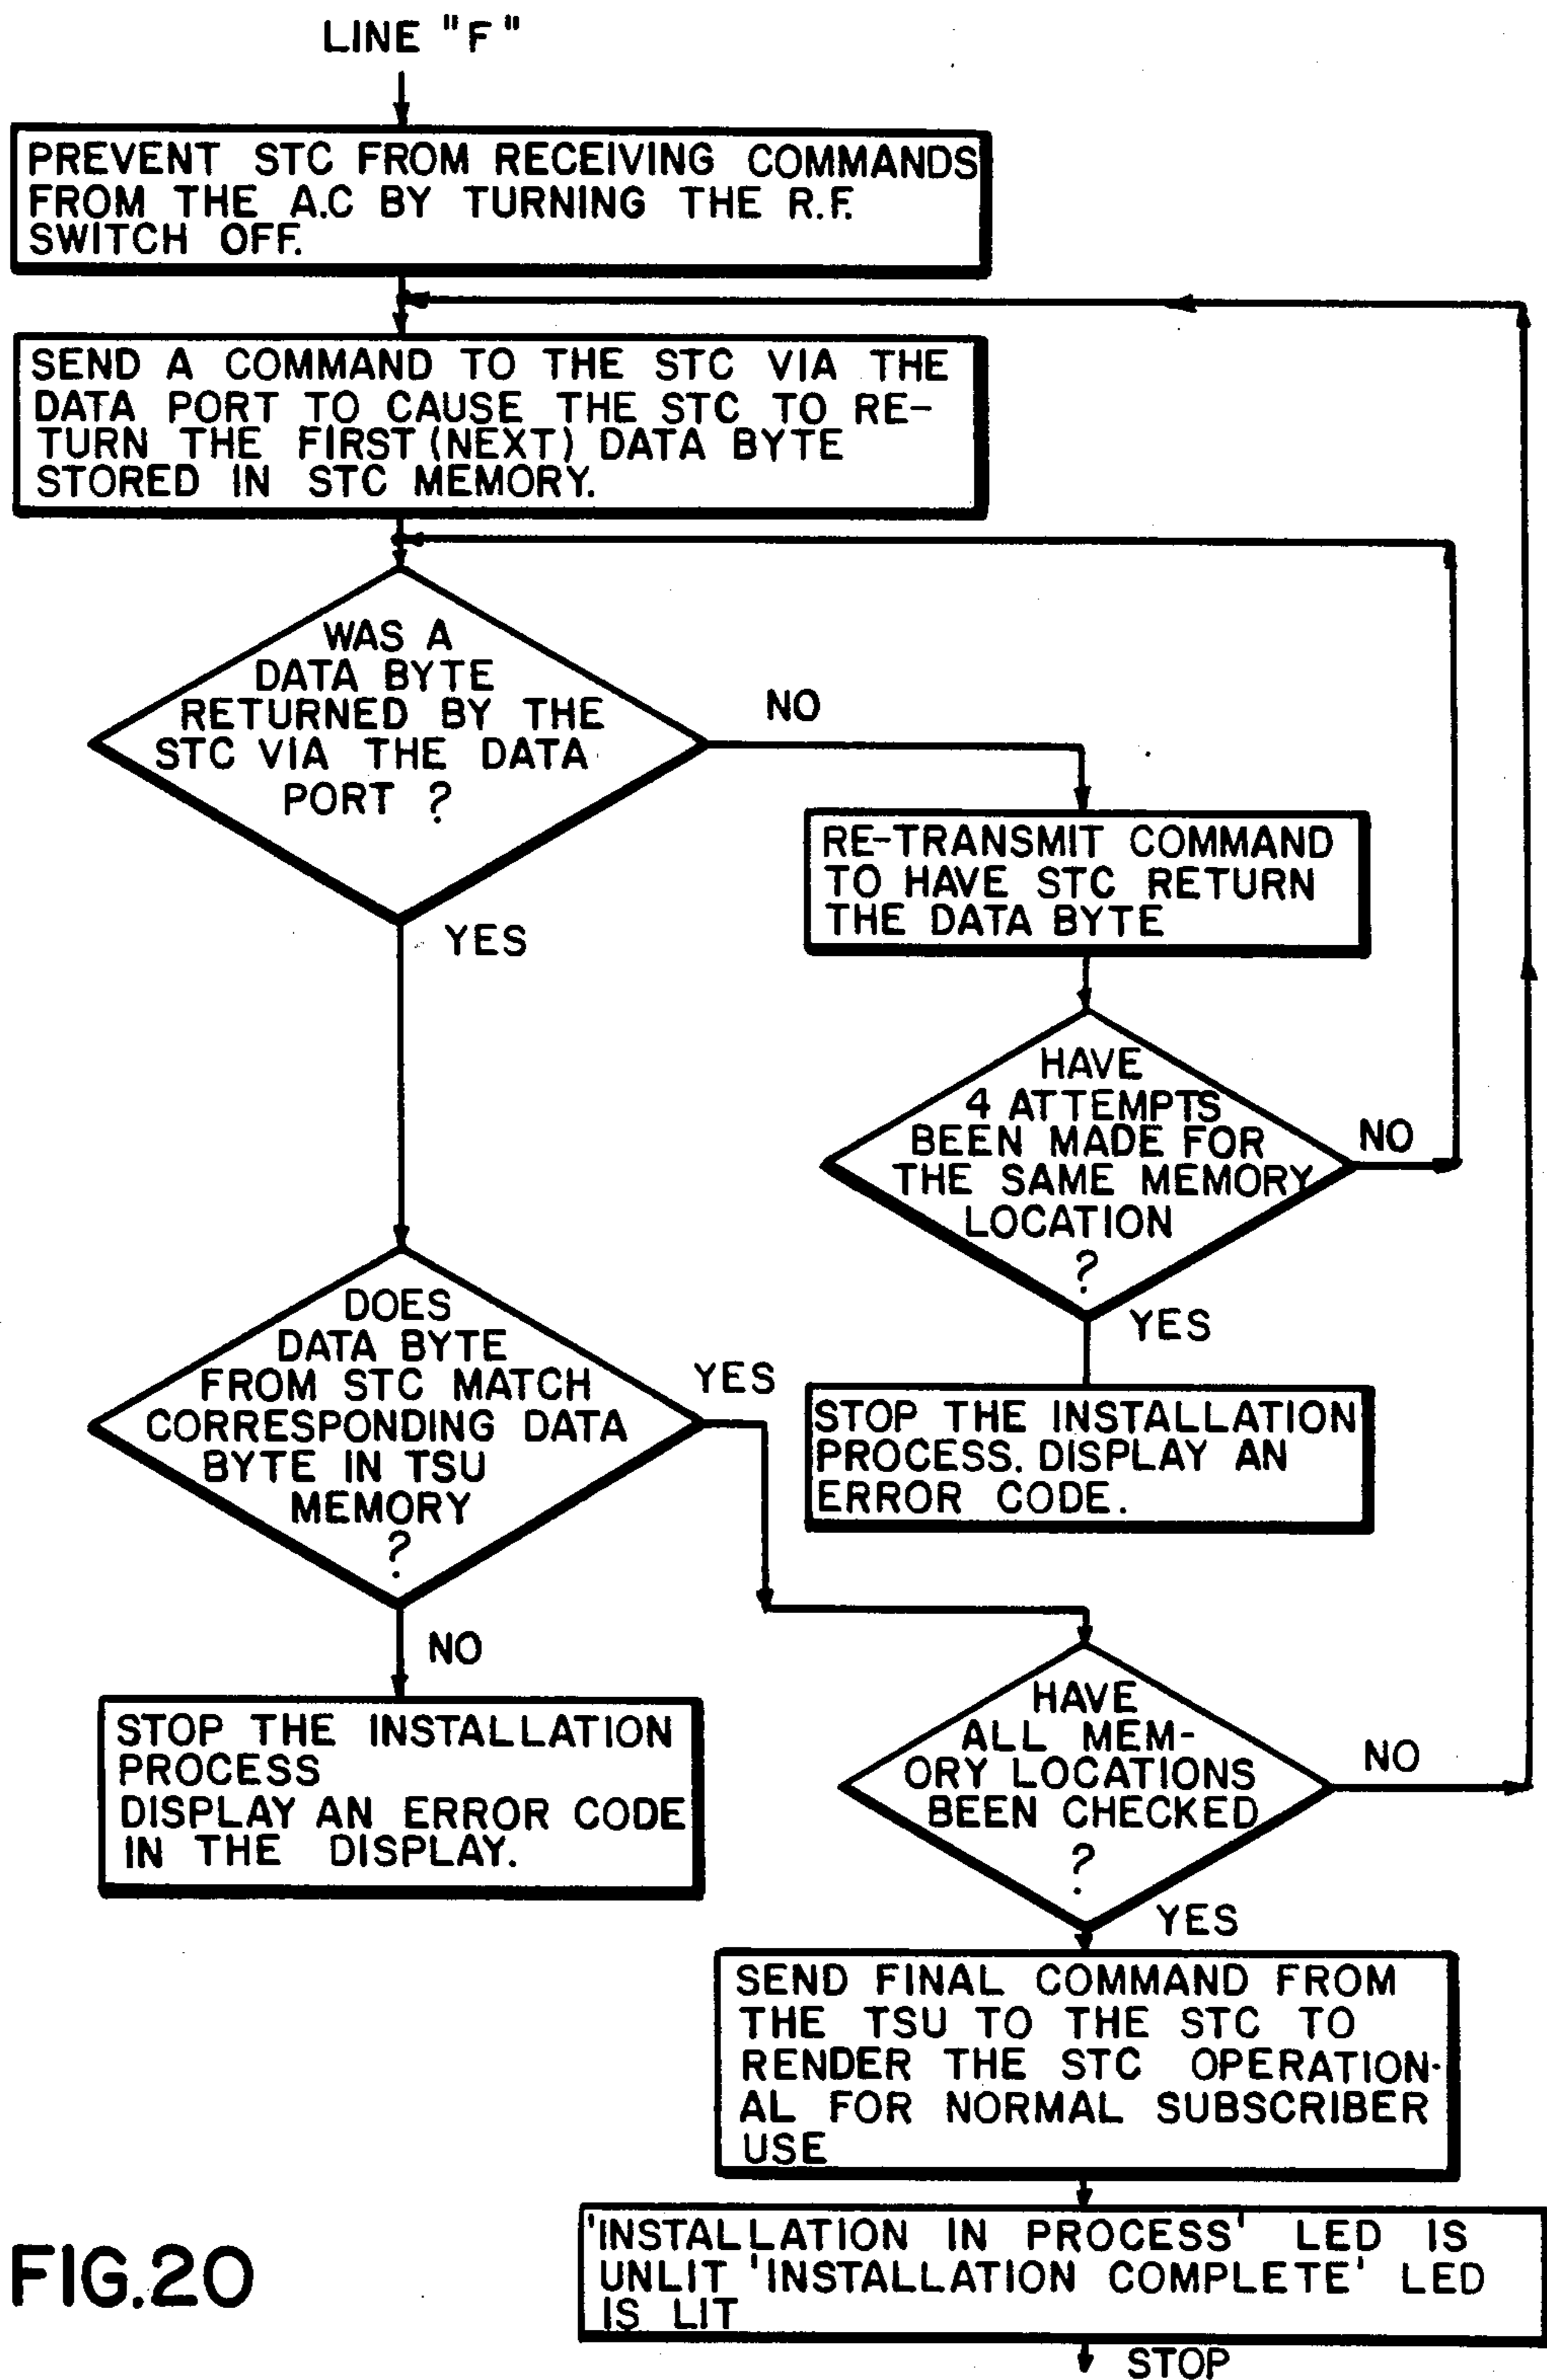 LINE "F"
PREVENT STC FROM RECEIVING COMMANDS
FROM THE A.C BY TURNING THE R.F.
SWITCH OFF.
SEND A COMMAND TO THE STC VIA THE
DATA PORT TO CAUSE THE STC TO RE-
TURN THE FIRST (NEXT) DATA BYTE
STORED IN STC MEMORY.
WAS A
DATA BYTE
RETURNED BY THE
STC VIA THE DATA
PORT ?
NO
YES
RE-TRANSMIT COMMAND
TO HAVE STC RETURN
THE DATA BYTE
HAVE
4 ATTEMPTS
BEEN MADE FOR
THE SAME MEMORY
LOCATION
?
NO
YES
STOP THE INSTALLATION
PROCESS. DISPLAY AN
ERROR CODE.
DOES
DATA BYTE
FROM STC MATCH
CORRESPONDING DATA
BYTE IN TSU
MEMORY
?
YES
NO
STOP THE INSTALLATION
PROCESS
DISPLAY AN ERROR CODE
IN THE DISPLAY.
HAVE
ALL MEM-
ORY LOCATIONS
BEEN CHECKED
?
NO
YES
SEND FINAL COMMAND FROM
THE TSU TO THE STC TO
RENDER THE STC OPERATION-
AL FOR NORMAL SUBSCRIBER
USE
'INSTALLATION IN PROCESS' LED IS
UNLIT 'INSTALLATION COMPLETE' LED
IS LIT
STOP
FIG.20